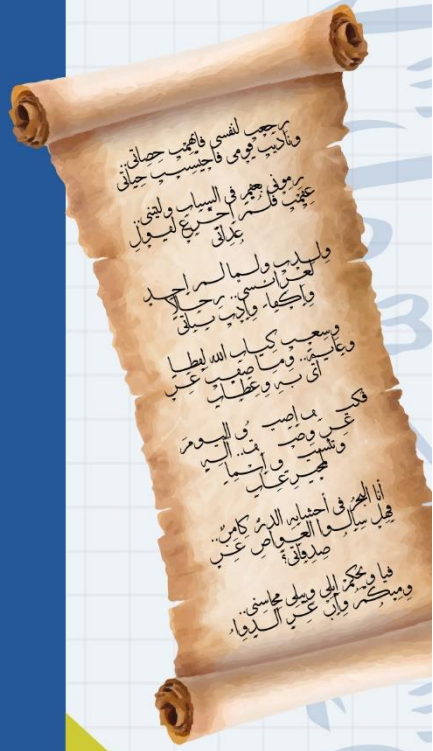 رجعت لنفسي فاتهمت حصاتي..
وناديت قومي فاحتسبت حياتي
رموني بعقم في الشباب وليتني..
عقمت فلم أجزع لقول
عداتي
ولدت ولما لم أجد
لعرائسي.. رجالا
وأكفاء وأدت بناتي
وسعت كتاب الله لفظا
وغاية.. وما ضقت عن
آي به وعظات
اليوم
عن وصف..
أنا البحر في أحشائه الدر كامن..
فهل سألوا الغواص عن
صدفاتي؟
فيا ويحكم أبلى وتبلى محاسني..
ومنكم وإن عز الدواء